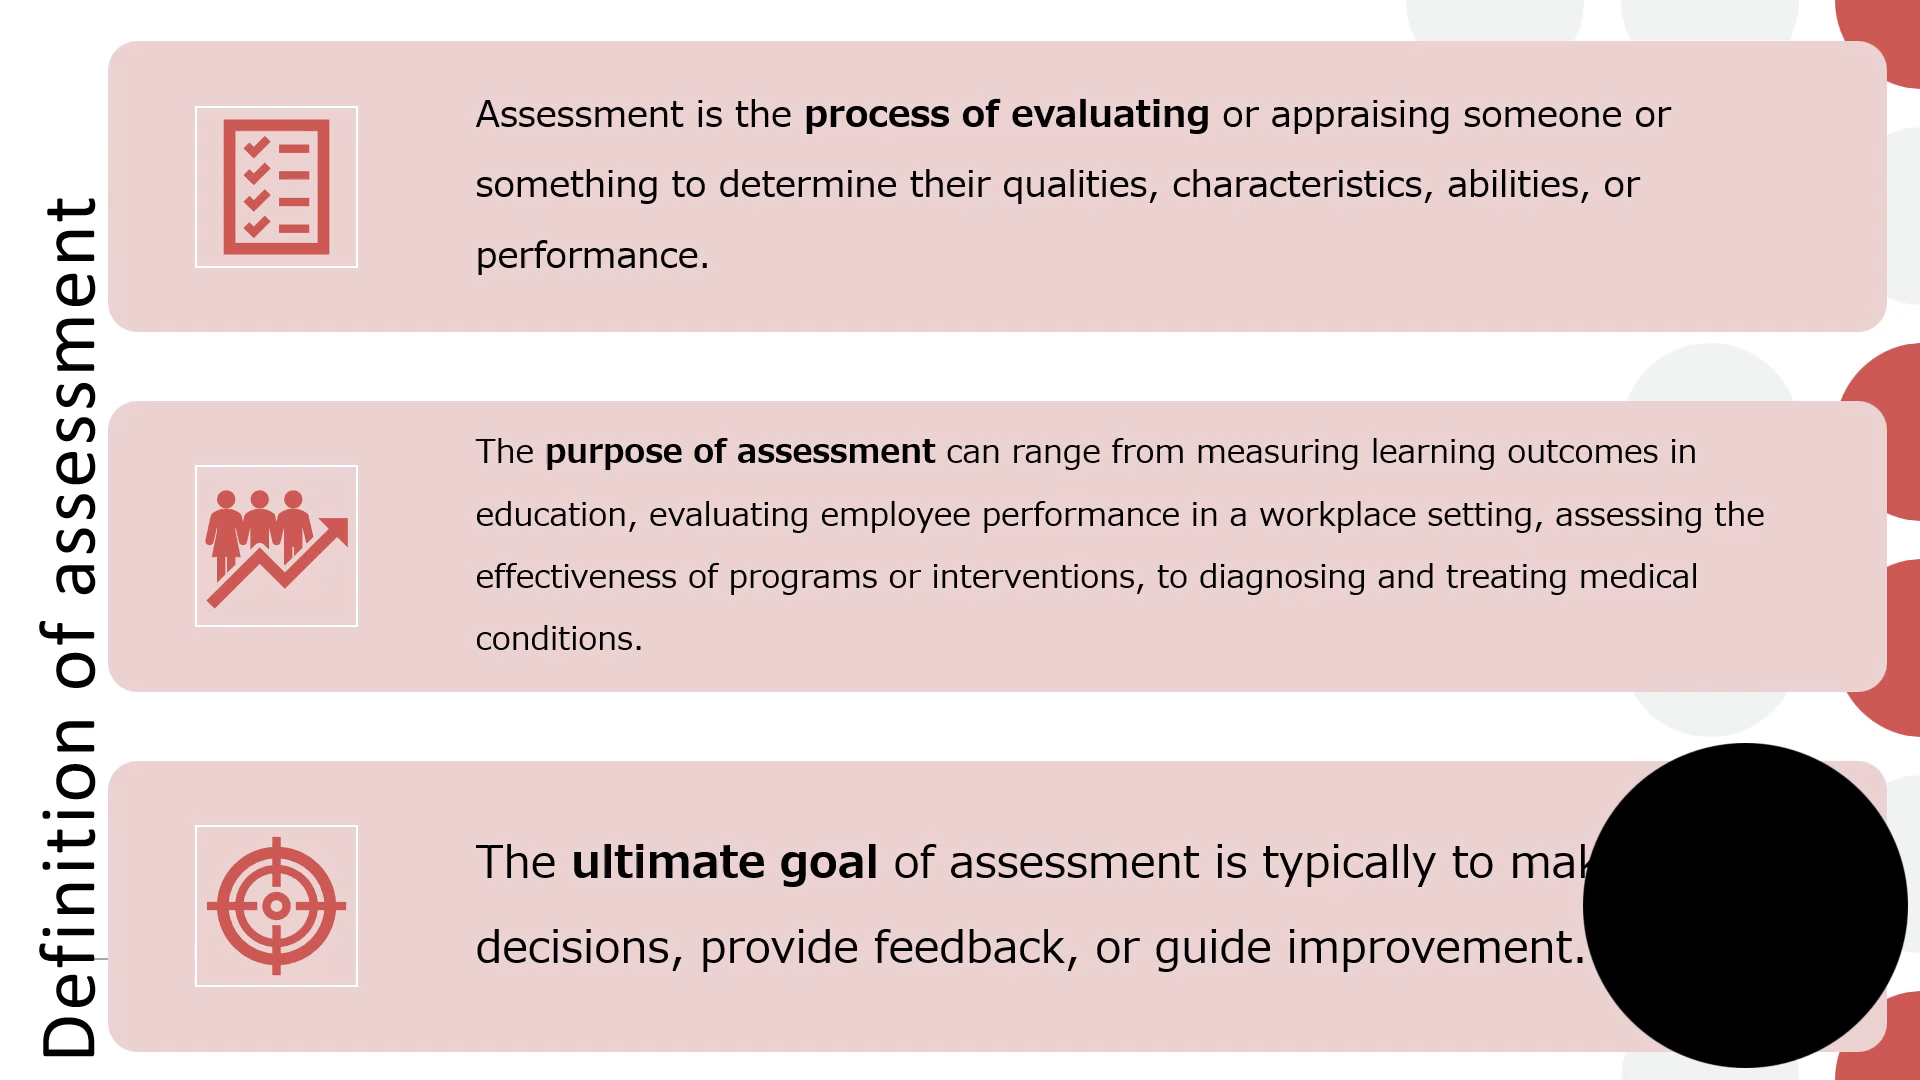 Definition of assessment
Assessment is the process of evaluating or appraising someone or
something to determine their qualities, characteristics, abilities, or
performance.
The purpose of assessment can range from measuring learning outcomes in
education, evaluating employee performance in a workplace setting, assessing the
effectiveness of programs or interventions, to diagnosing and treating medical
conditions.
The ultimate goal of assessment is typically to
decisions, provide feedback, or guide improvement.